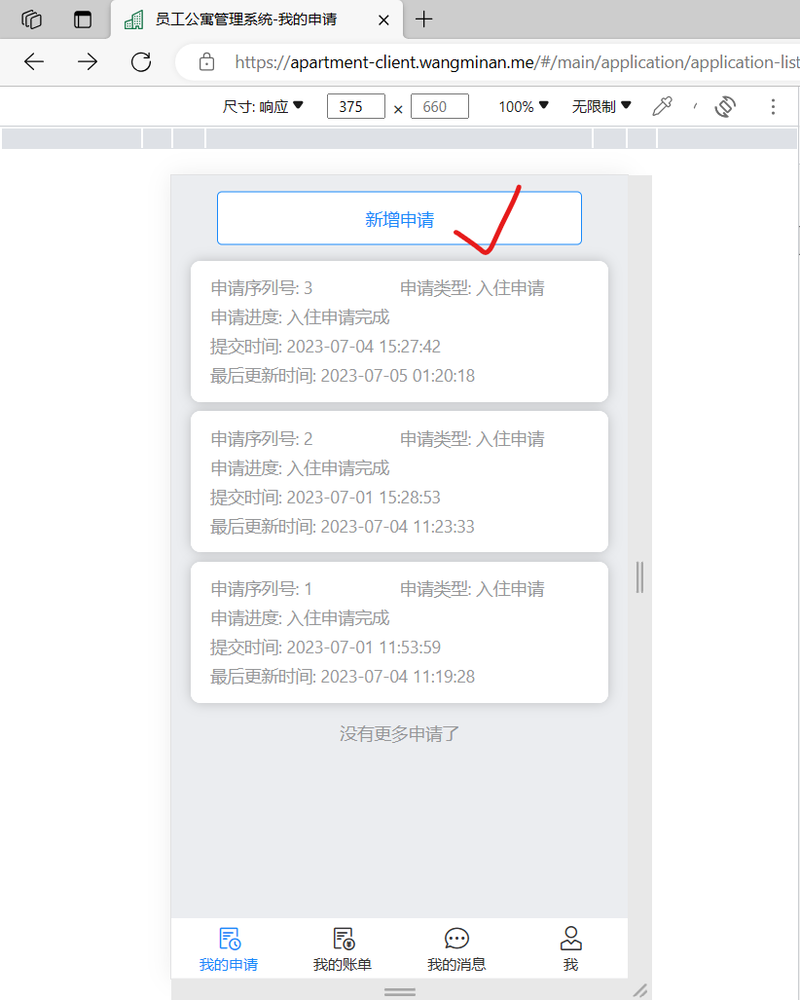 员工公寓管理系统-我的申请
https://apartment-client.wangminan.me/#/main/application/application-list
尺寸: 响应 375 × 660 100% 无限制
新增申请
申请序列号: 3 申请类型: 入住申请
申请进度: 入住申请完成
提交时间: 2023-07-04 15:27:42
最后更新时间: 2023-07-05 01:20:18
申请序列号: 2 申请类型: 入住申请
申请进度: 入住申请完成
提交时间: 2023-07-01 15:28:53
最后更新时间: 2023-07-04 11:23:33
申请序列号: 1 申请类型: 入住申请
申请进度: 入住申请完成
提交时间: 2023-07-01 11:53:59
最后更新时间: 2023-07-04 11:19:28
没有更多申请了
我的申请 我的账单 我的消息 我